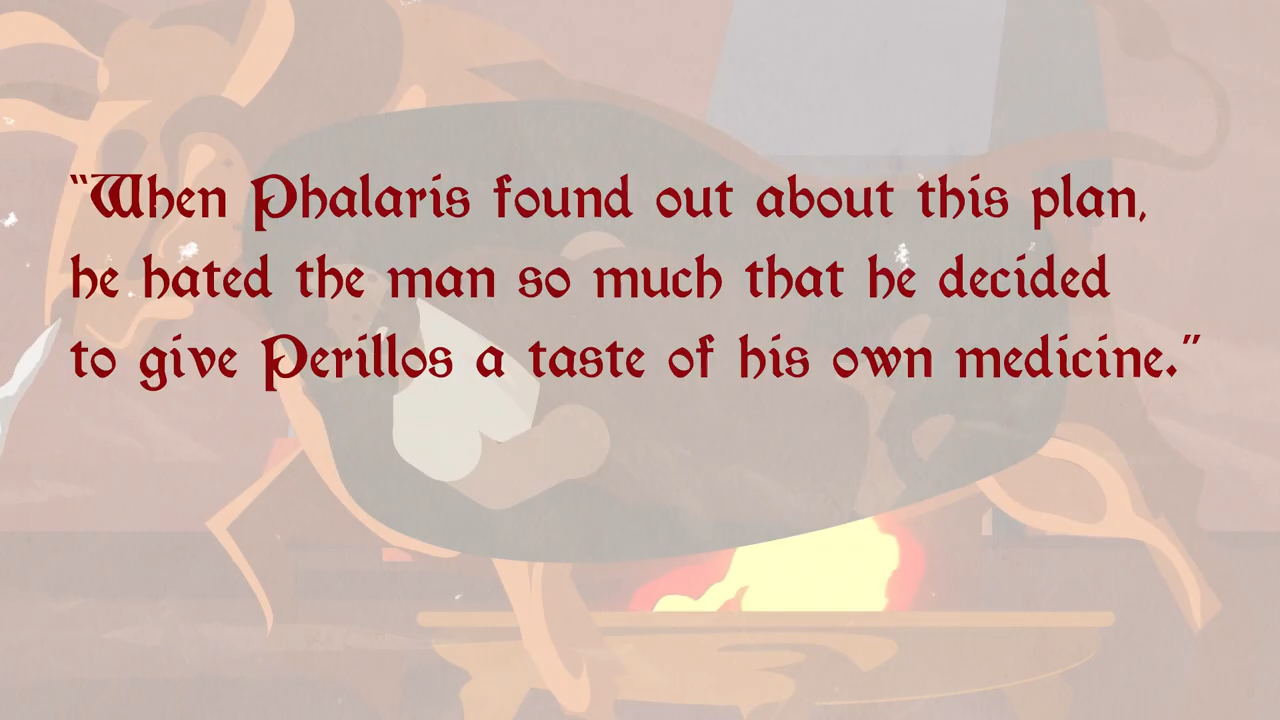 “When Phalaris found out about this plan,
he hated the man so much that he decided
to give Perillos a taste of his own medicine.”